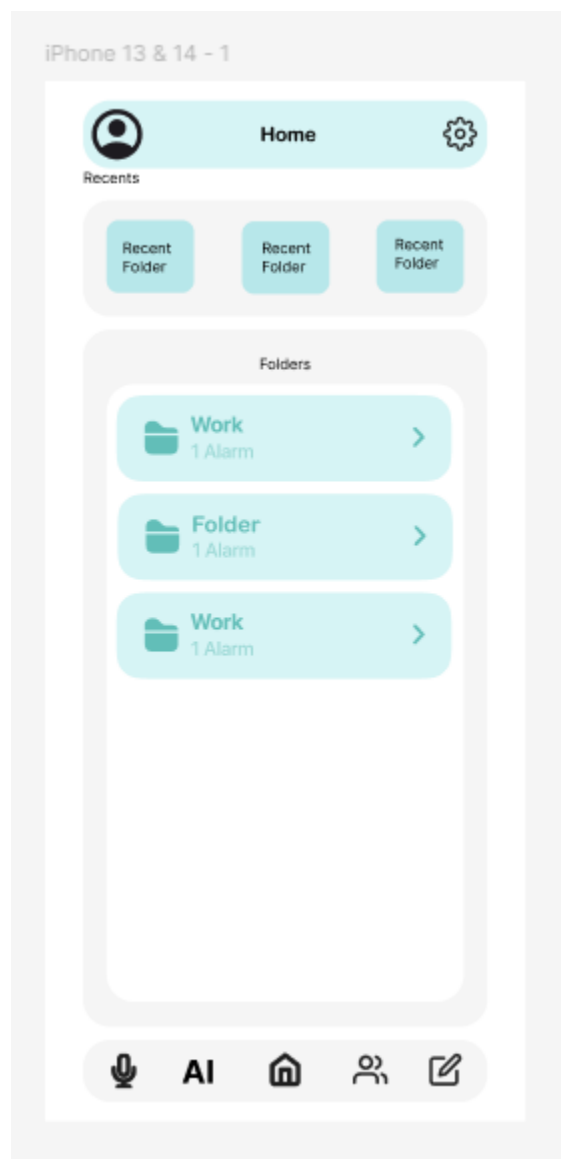 iPhone 13 & 14 - 1
Home
Recents
Recent
Folder
Recent
Folder
Recent
Folder
Folders
Work
1 Alarm
Folder
1 Alarm
Work
1 Alarm
AI